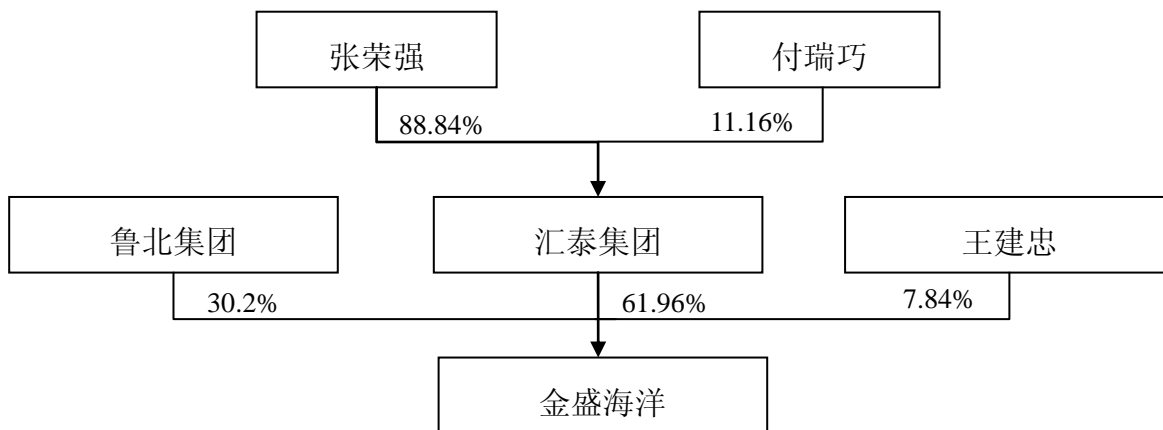 张荣强
付瑞巧
88.84%
11.16%
鲁北集团
汇泰集团
王建忠
30.2%
61.96%
7.84%
金盛海洋